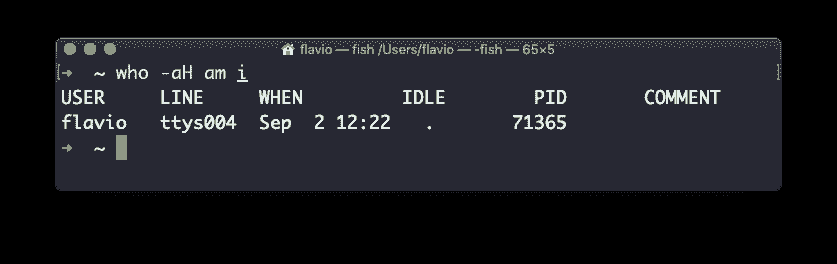 flavio — fish /Users/flavio — -fish — 65×5
➜ ~ who -aH am i
USER LINE WHEN IDLE PID COMMENT
flavio ttys004 Sep 2 12:22 . 71365
➜ ~